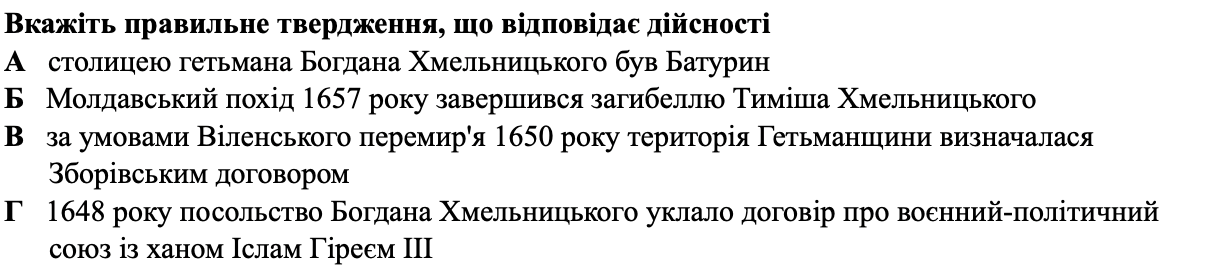 Вкажіть правильне твердження, що відповідає дійсності
А столицею гетьмана Богдана Хмельницького був Батурин
Б Молдавський похід 1657 року завершився загибеллю Тиміша Хмельницького
В за умовами Віленського перемир'я 1650 року територія Гетьманщини визначалася
Зборівським договором
Г 1648 року посольство Богдана Хмельницького уклало договір про воєнний-політичний
союз із ханом Іслам Гіреєм ІІІ